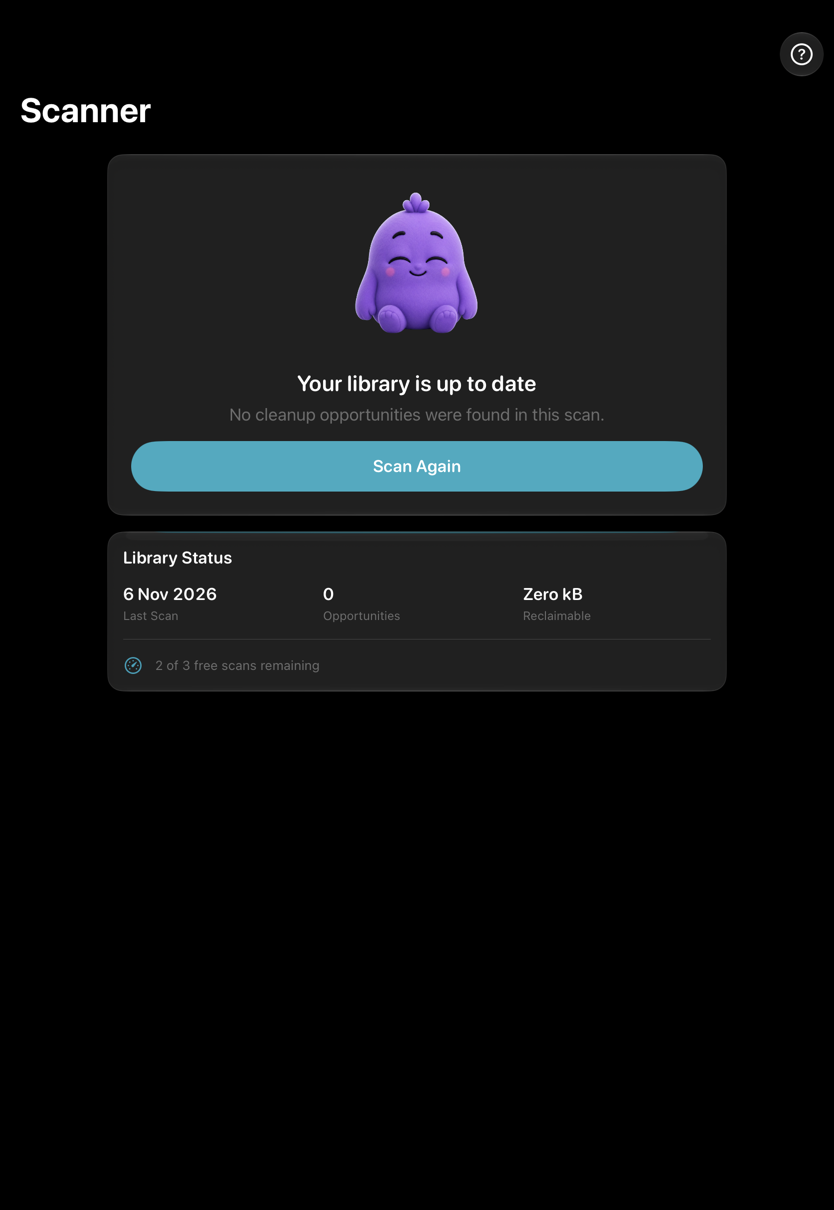 Scanner
Your library is up to date
No cleanup opportunities were found in this scan.
Scan Again
Library Status
6 Nov 2026
0
Zero kB
Last Scan
Opportunities
Reclaimable
2 of 3 free scans remaining